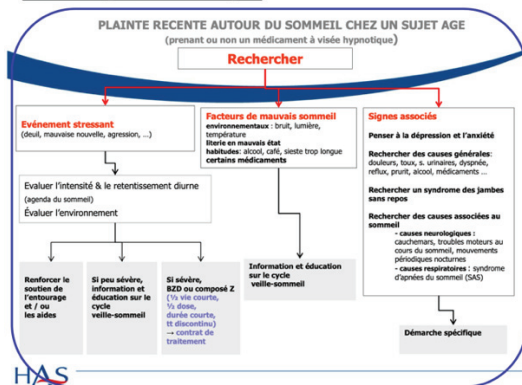 PLAINTE RECENTE AUTOUR DU SOMMEIL CHEZ UN SUJET AGE
(prenant ou non un médicament à visée hypnotique)
Rechercher
Evénement stressant
(deuil, mauvaise nouvelle, agression, ...)
Evaluer l'intensité & le retentissement diurne
(agenda du sommeil)
Évaluer l'environnement
Renforcer le
soutien de
l'entourage
et / ou
les aides
Si peu sévère,
information et
éducation sur le
cycle
veille-sommeil
Si sévère,
BZD ou composé Z
(½ vie courte,
½ dose,
durée courte,
tt discontinu)
→ contrat de
traitement
Facteurs de mauvais sommeil
environnementaux : bruit, lumière,
température
literie en mauvais état
habitudes: alcool, café, sieste trop longue
certains médicaments
Information et éducation
sur le cycle
veille-sommeil
Signes associés
Penser à la dépression et l'anxiété
Rechercher des causes générales:
douleurs, toux, s. urinaires, dyspnée,
reflux, prurit, alcool, médicaments ...
Rechercher un syndrome des jambes
sans repos
Rechercher des causes associées au
sommeil
- causes neurologiques :
cauchemars, troubles moteurs au
cours du sommeil, mouvements
périodiques nocturnes
- causes respiratoires : syndrome
d'apnées du sommeil (SAS)
Démarche spécifique
HAS